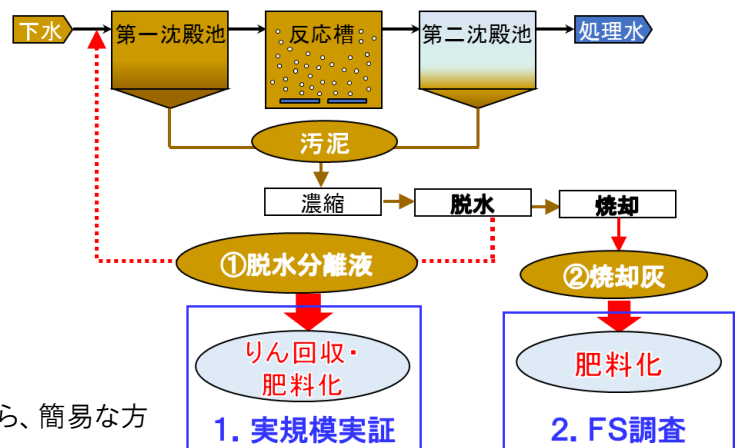 下水
第一沈殿池
反応槽
第二沈殿池
処理水
汚泥
濃縮
脱水
焼却
①脱水分離液
②焼却灰
りん回収・
肥料化
肥料化
ら、簡易な方
1. 実規模実証
2. FS調査